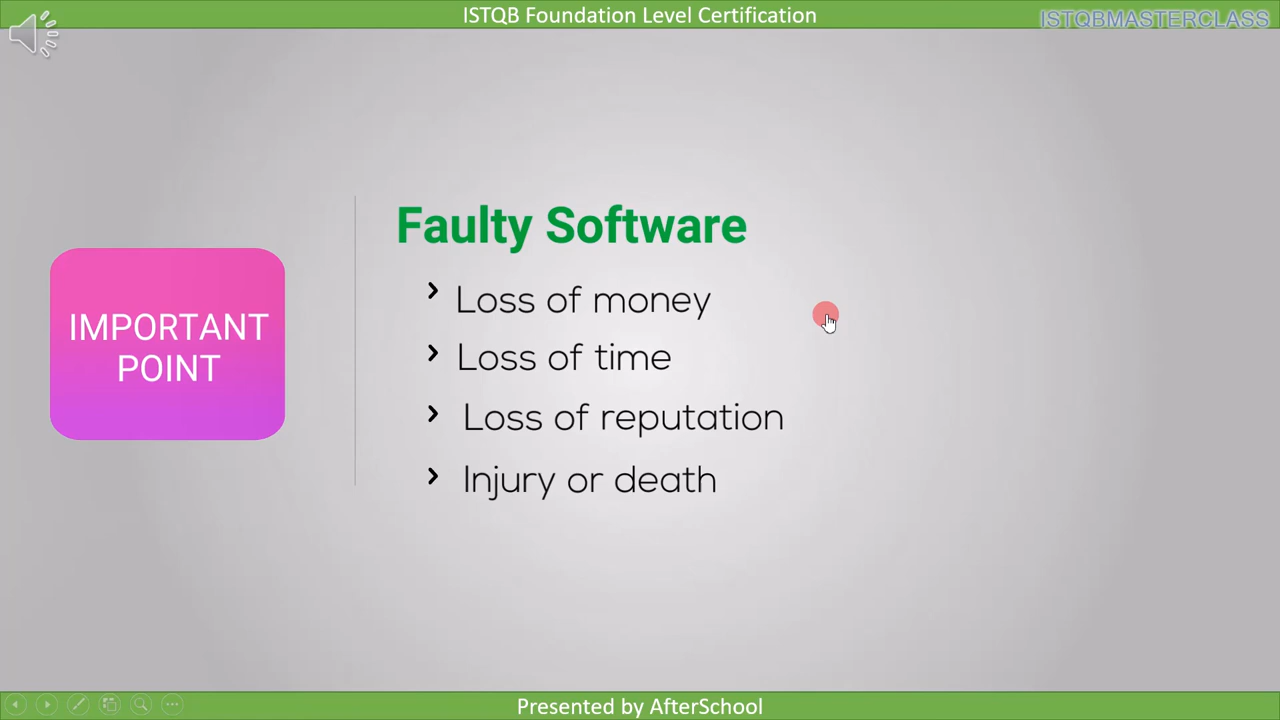 ISTQB Foundation Level Certification
ISTQBMASTERCLASS
Faulty Software
IMPORTANT
POINT
Loss of money
Loss of time
Loss of reputation
Injury or death
Presented by AfterSchool